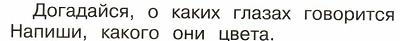 Догадайся, о каких глазах говорится
Напиши, какого они цвета.